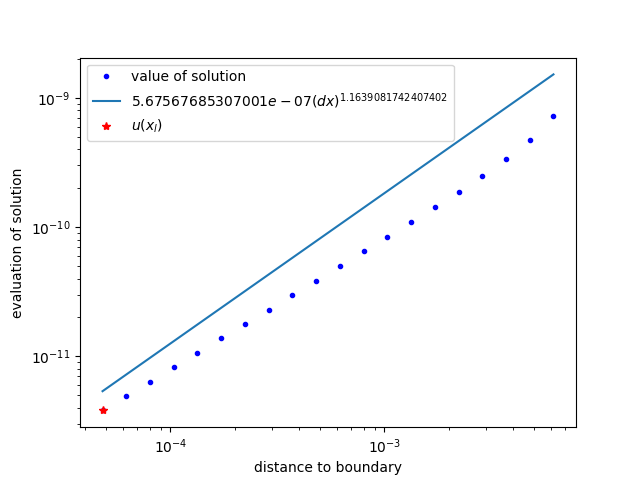 value of solution
5.67567685307001e − 07(dx)^1.1639081742407402
u(x_l)
evaluation of solution
10^−9
10^−10
10^−11
10^−4
10^−3
distance to boundary